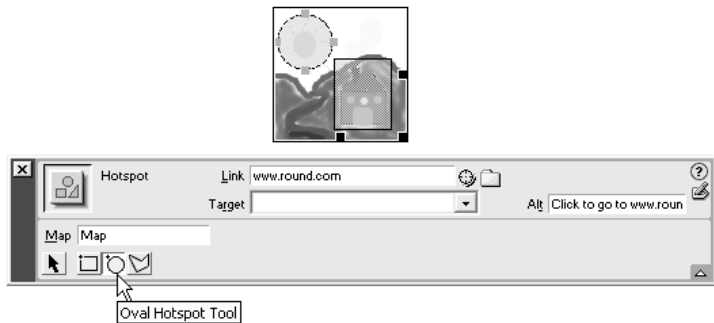 Hotspot Link www.round.com
Target Alt Click to go to www.roun
Map Map
Oval Hotspot Tool